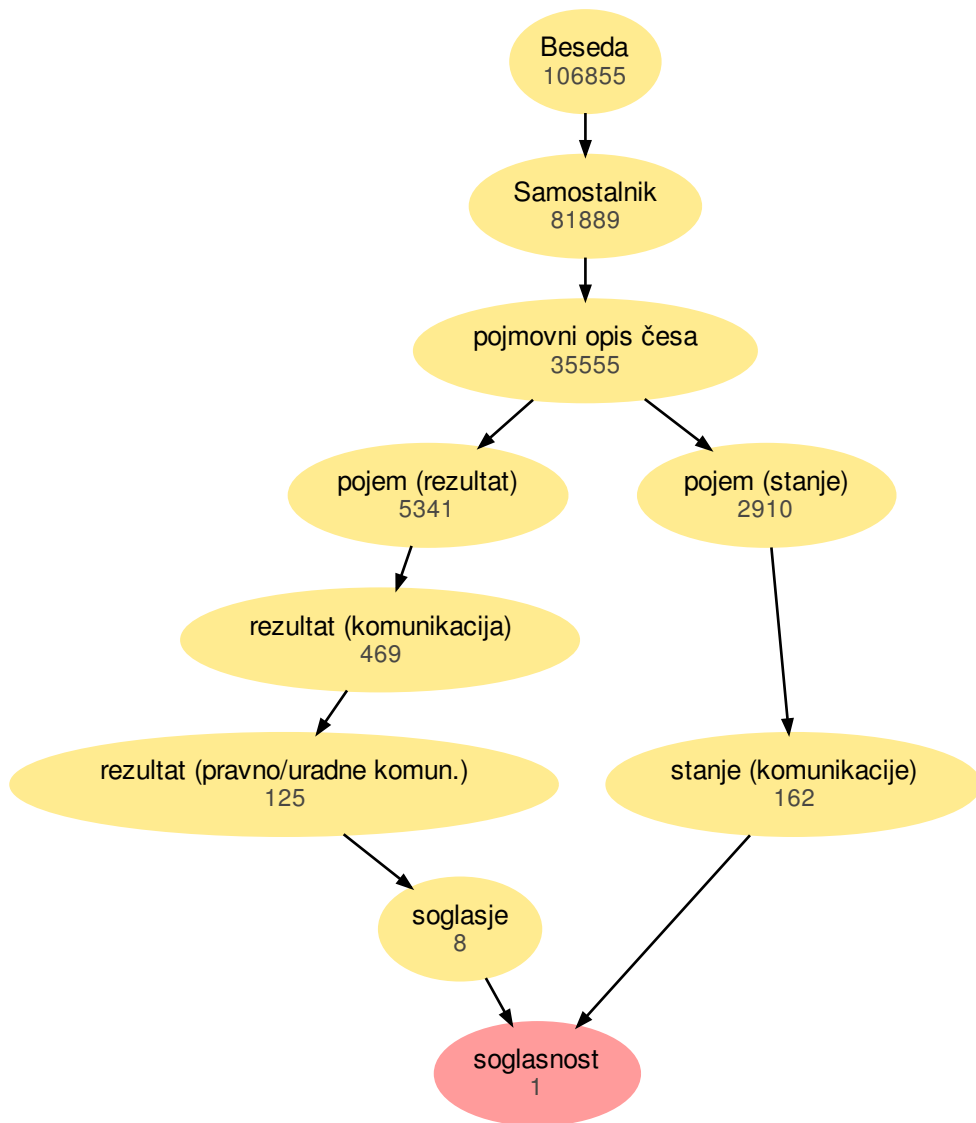 Beseda
106855
Samostalnik
81889
pojmovni opis česa
35555
pojem (rezultat)
5341
pojem (stanje)
2910
rezultat (komunikacija)
469
rezultat (pravno/uradne komun.)
125
stanje (komunikacije)
162
soglasje
8
soglasnost
1